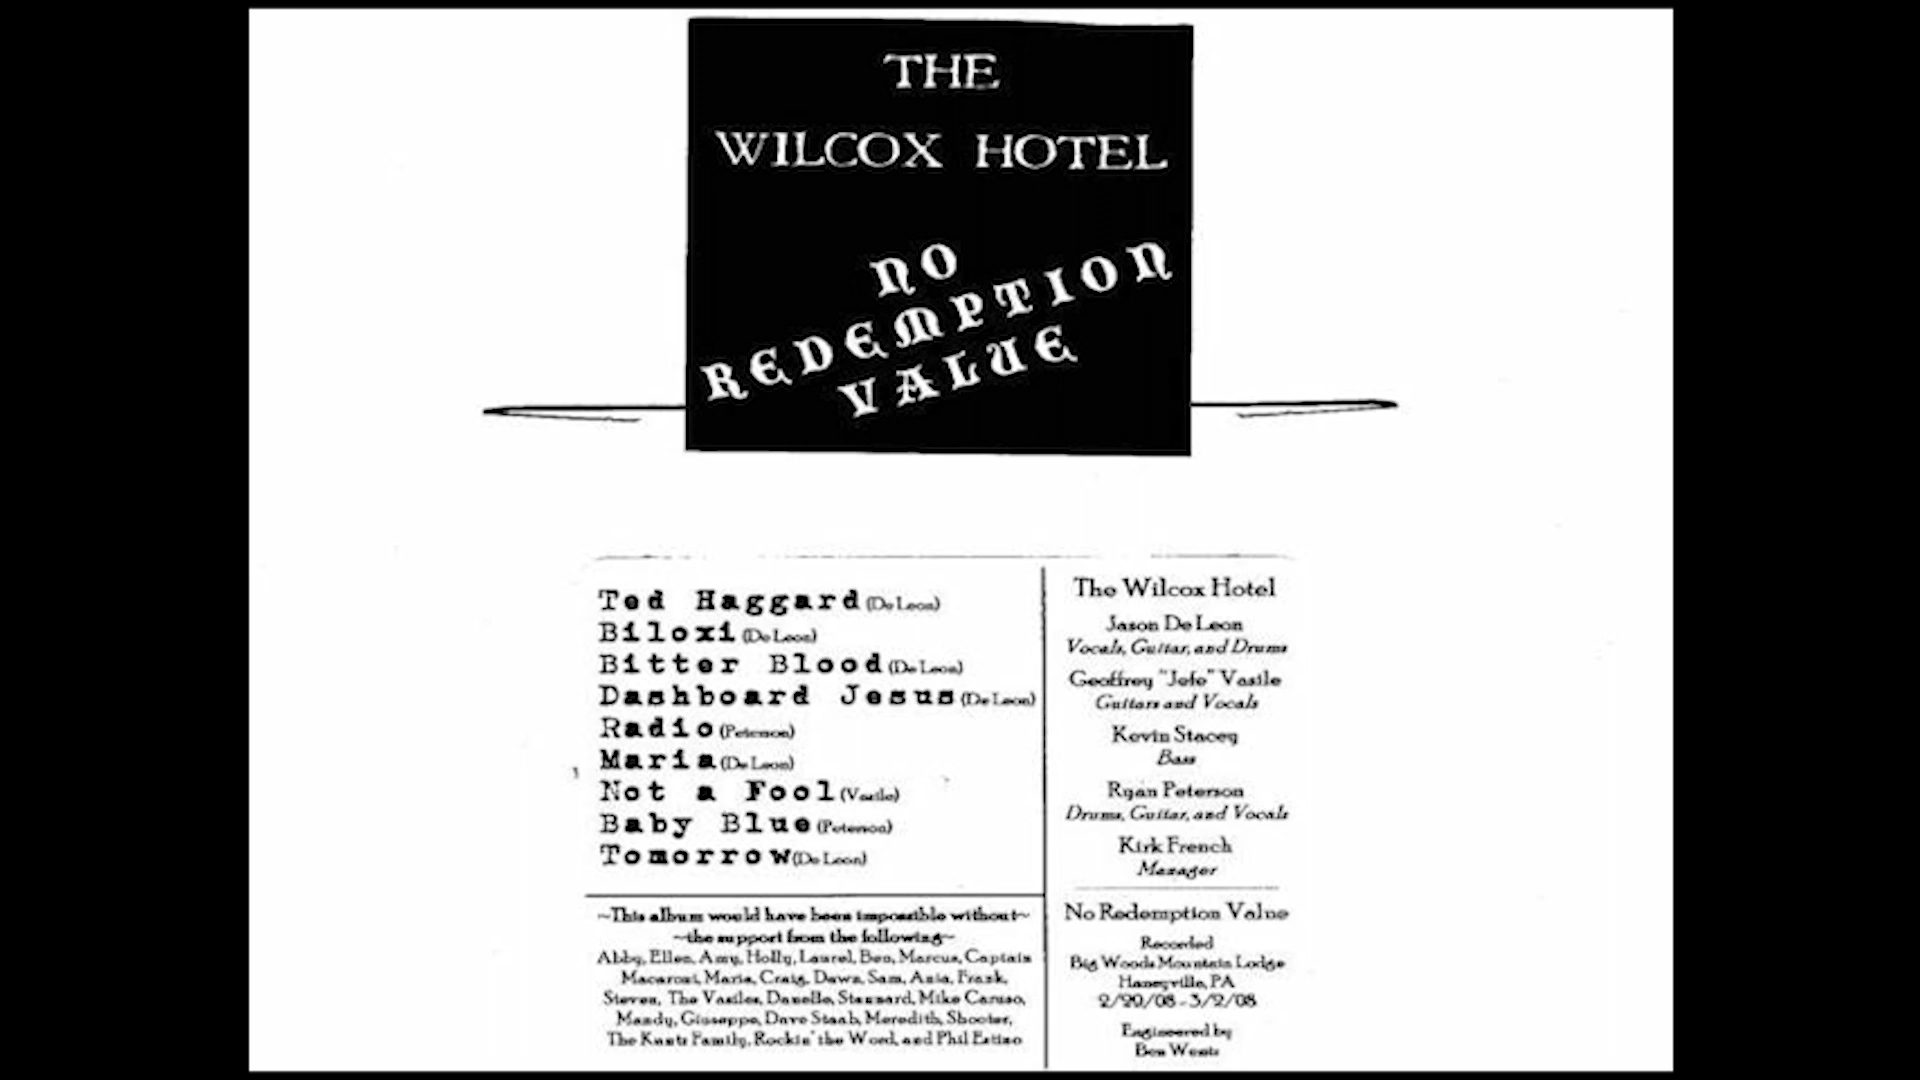 THE
WILCOX HOTEL
NO
REDEMPTION
VALUE
Ted Haggard (De Leon)
Biloxi (De Leon)
Bitter Blood (De Leon)
Dashboard Jesus (De Leon)
Radio (Peterson)
Maria (De Leon)
Not a Fool (Vasile)
Baby Blue (Peterson)
Tomorrow (De Leon)
~This album would have been impossible without~
~the support from the following~
Abby, Ellen, Amy, Holly, Laurel, Ben, Marcus, Captain
Macaroni, Maria, Craig, Dawn, Sam, Ania, Frank,
Steven, The Vasiles, Danelle, Stannard, Mike Caruso,
Mandy, Giuseppe, Dave Staab, Meredith, Shooter,
The Family, Rockin' the Word, and Phil
The Wilcox Hotel
Jason De Leon
Vocals, Guitar, and Drums
Geoffrey "Jefe" Vasile
Guitars and Vocals
Kevin Stacey
Bass
Ryan Peterson
Drums, Guitar, and Vocals
Kirk French
Manager
No Redemption Value
Recorded
Big Woods Mountain Lodge
Haneyville, PA
2/29/08 - 3/2/08
Engineered by
Ben